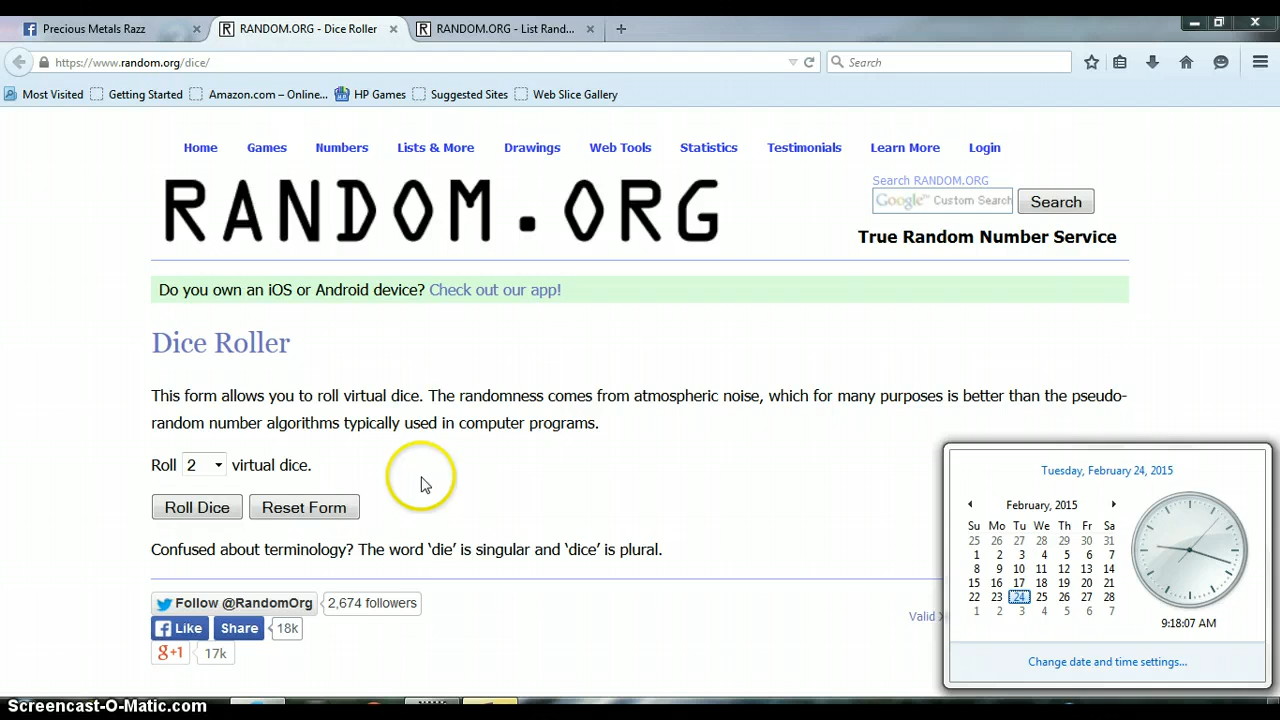 Precious Metals Razz
RANDOM.ORG - Dice Roller
RANDOM.ORG - List Rand...
https://www.random.org/dice/
Search
Most Visited
Getting Started
Amazon.com – Online...
HP Games
Suggested Sites
Web Slice Gallery
Home Games Numbers Lists & More Drawings Web Tools Statistics Testimonials Learn More Login
RANDOM.ORG
Search RANDOM.ORG
Google™ Custom Search
Search
True Random Number Service
Do you own an iOS or Android device? Check out our app!
Dice Roller
This form allows you to roll virtual dice. The randomness comes from atmospheric noise, which for many purposes is better than the pseudo-
random number algorithms typically used in computer programs.
Roll 2 virtual dice.
Roll Dice Reset Form
Confused about terminology? The word ‘die’ is singular and ‘dice’ is plural.
Follow @RandomOrg 2,674 followers
Like Share 18k
g+1 17k
Valid
Tuesday, February 24, 2015
February, 2015
Su Mo Tu We Th Fr Sa
25 26 27 28 29 30 31
1 2 3 4 5 6 7
8 9 10 11 12 13 14
15 16 17 18 19 20 21
22 23 24 25 26 27 28
1 2 3 4 5 6 7
9:18:07 AM
Change date and time settings...
Screencast-O-Matic.com